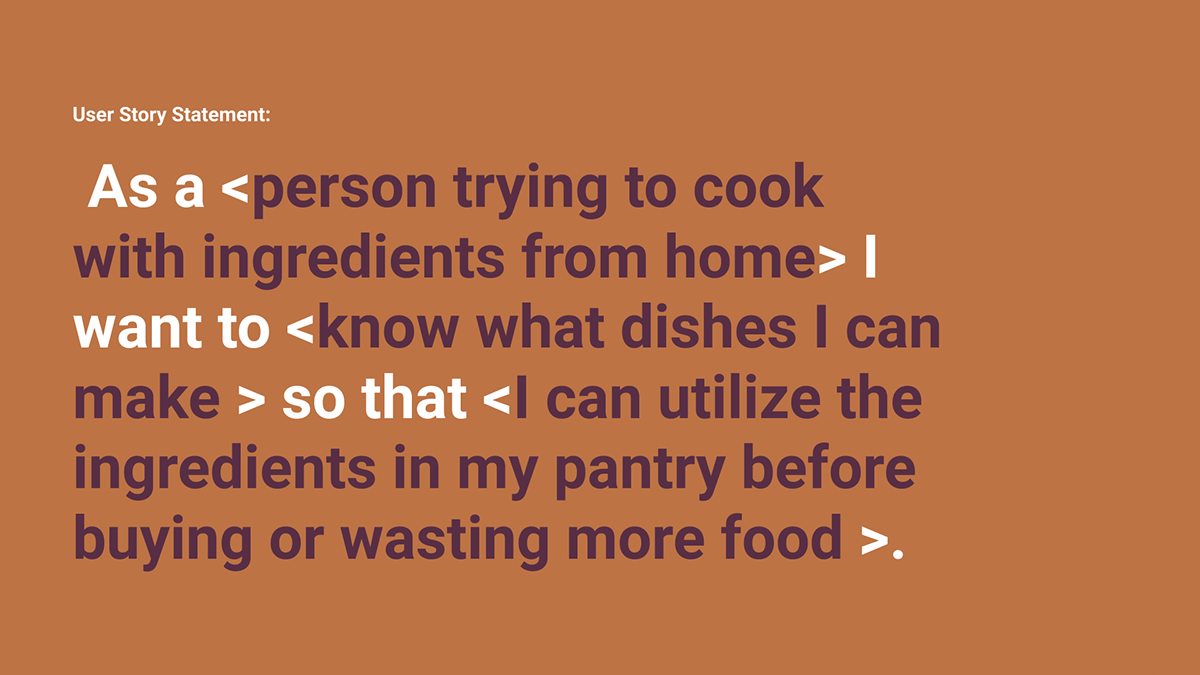 User Story Statement:
As a <person trying to cook
with ingredients from home> I
want to <know what dishes I can
make > so that <I can utilize the
ingredients in my pantry before
buying or wasting more food >.